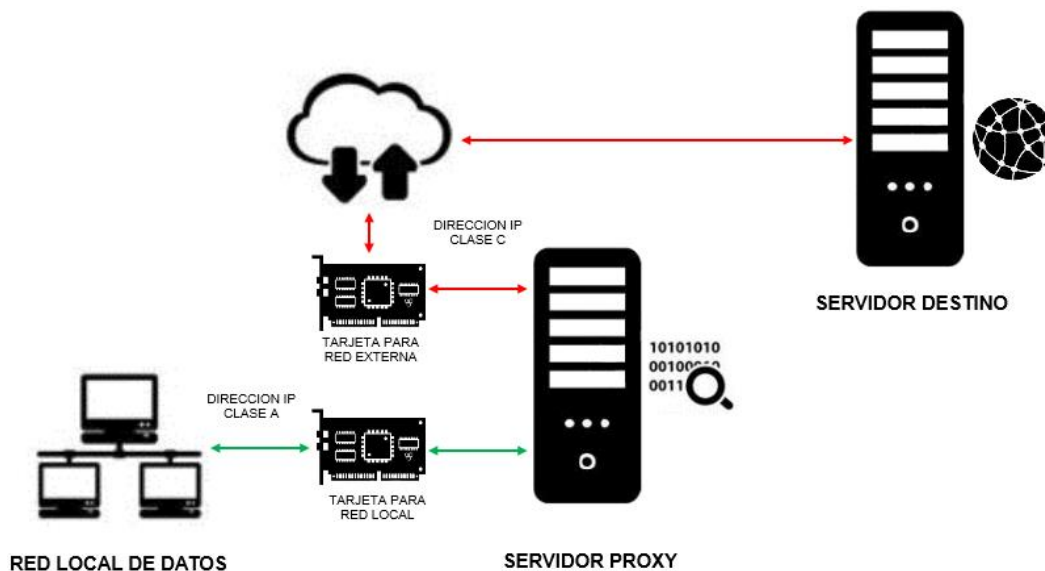 DIRECCION IP
CLASE C
SERVIDOR DESTINO
TARJETA PARA
RED EXTERNA
10101010
0011
DIRECCION IP
CLASE A
TARJETA PARA
RED LOCAL
RED LOCAL DE DATOS
SERVIDOR PROXY